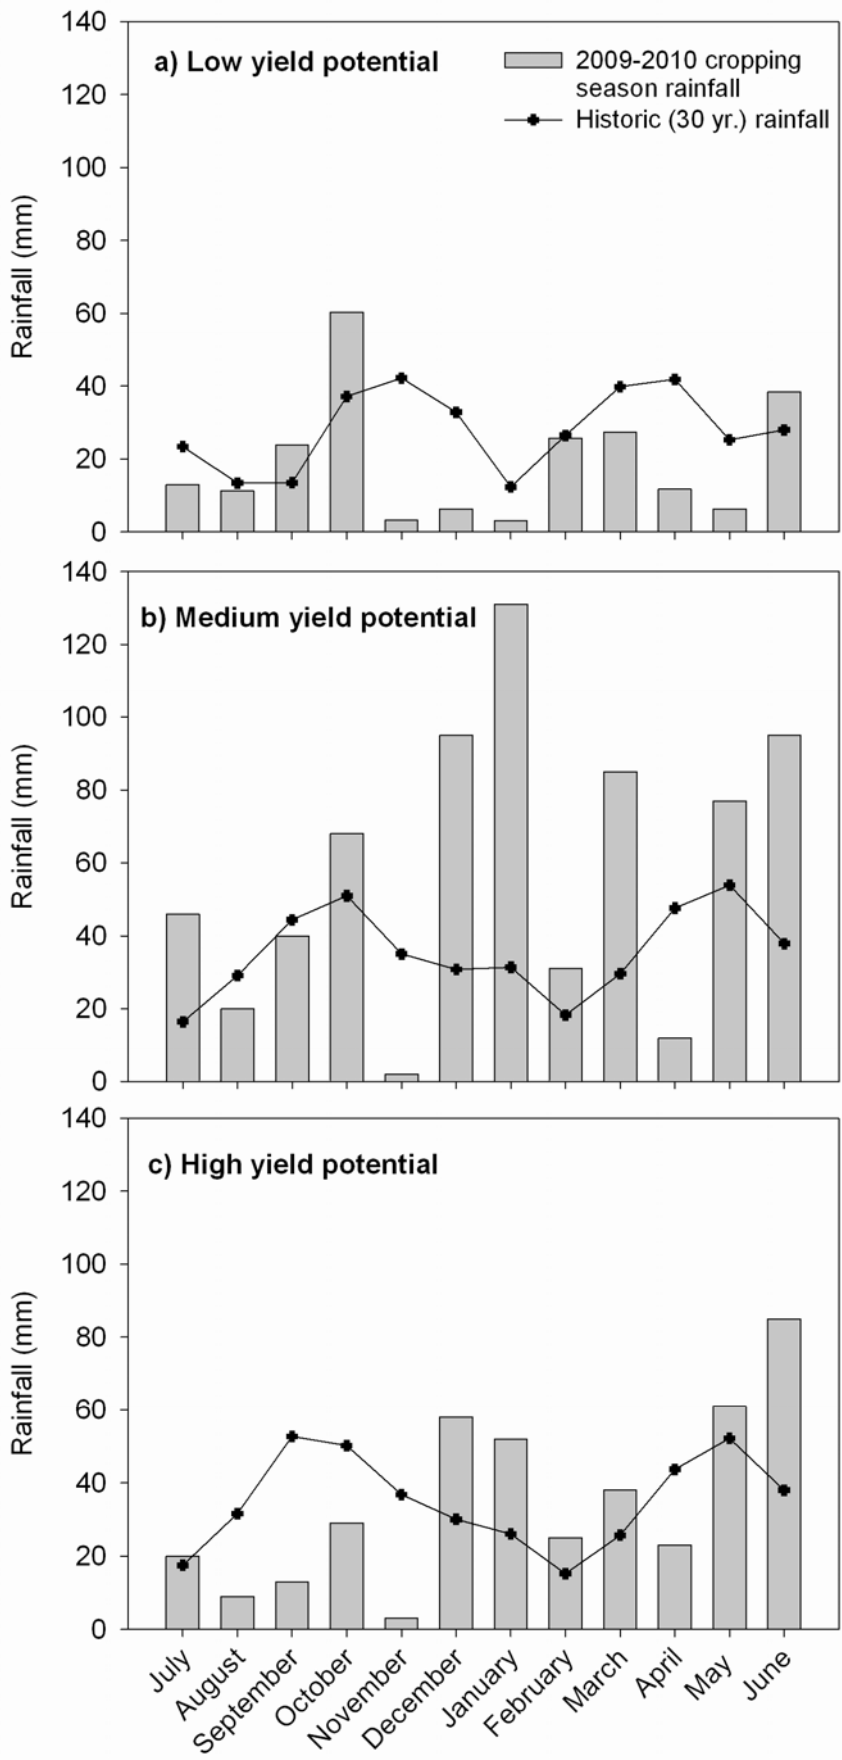 140
a) Low yield potential
2009-2010 cropping
season rainfall
Historic (30 yr.) rainfall
120
100
80
60
40
20
0
Rainfall (mm)
140
b) Medium yield potential
120
100
80
60
40
20
0
Rainfall (mm)
140
c) High yield potential
120
100
80
60
40
20
0
Rainfall (mm)
July
August
September
October
November
December
January
February
March
April
May
June